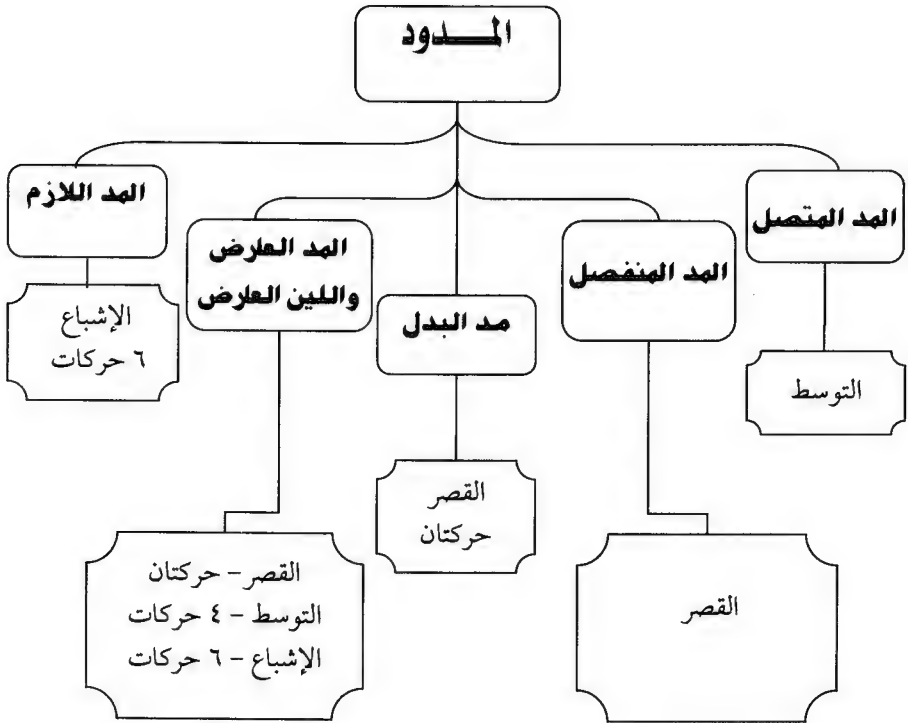 المدود
المد المتصل
التوسط
المد المنفصل
القصر
مد البدل
القصر
حركتان
المد العارض
واللين العارض
القصر – حركتان
التوسط – ٤ حركات
الإشباع – ٦ حركات
المد اللازم
الإشباع
٦ حركات